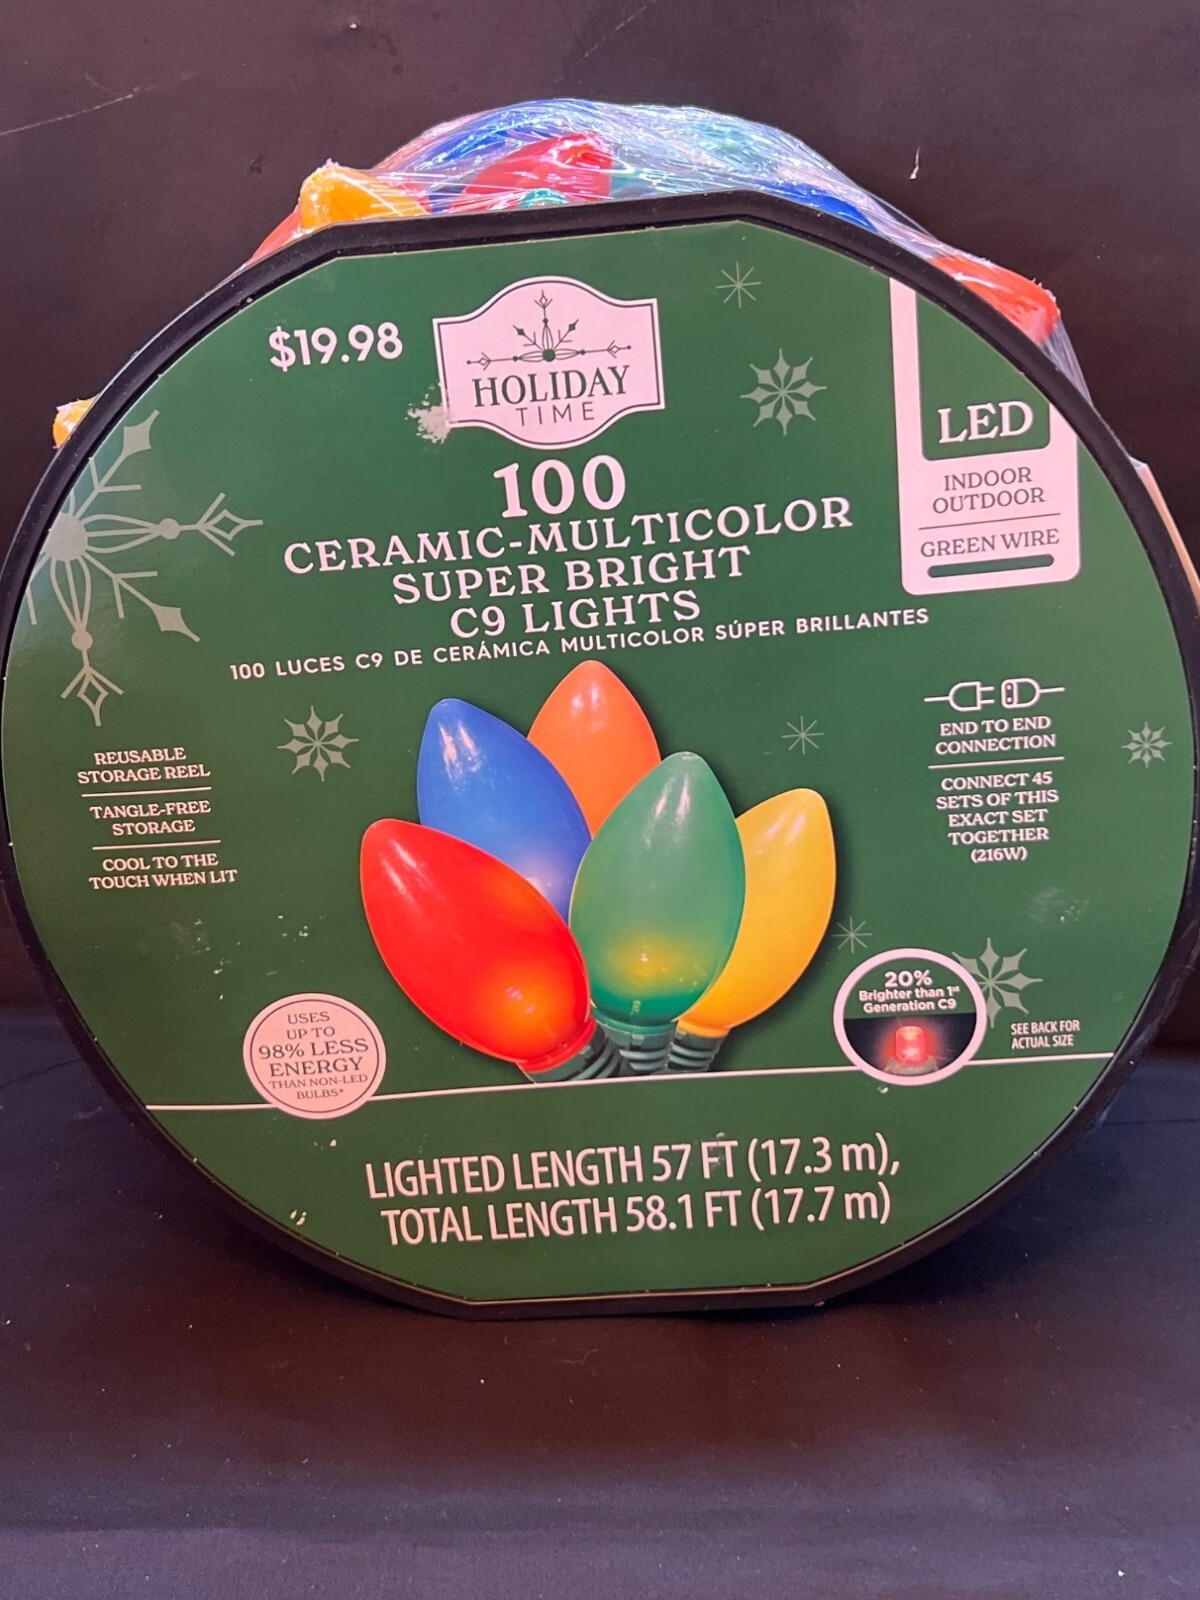 $19.98
HOLIDAY
TIME
LED
INDOOR
OUTDOOR
GREEN WIRE
100
CERAMIC-MULTICOLOR
SUPER BRIGHT
C9 LIGHTS
100 LUCES C9 DE CERÁMICA MULTICOLOR SÚPER BRILLANTES
REUSABLE
STORAGE REEL
TANGLE-FREE
STORAGE
COOL TO THE
TOUCH WHEN LIT
END TO END
CONNECTION
CONNECT 45
SETS OF THIS
EXACT SET
TOGETHER
(216W)
USES
UP TO
98% LESS
ENERGY
THAN NON-LED
BULBS*
20%
Brighter than 1st
Generation C9
SEE BACK FOR
ACTUAL SIZE
LIGHTED LENGTH 57 FT (17.3 m),
TOTAL LENGTH 58.1 FT (17.7 m)